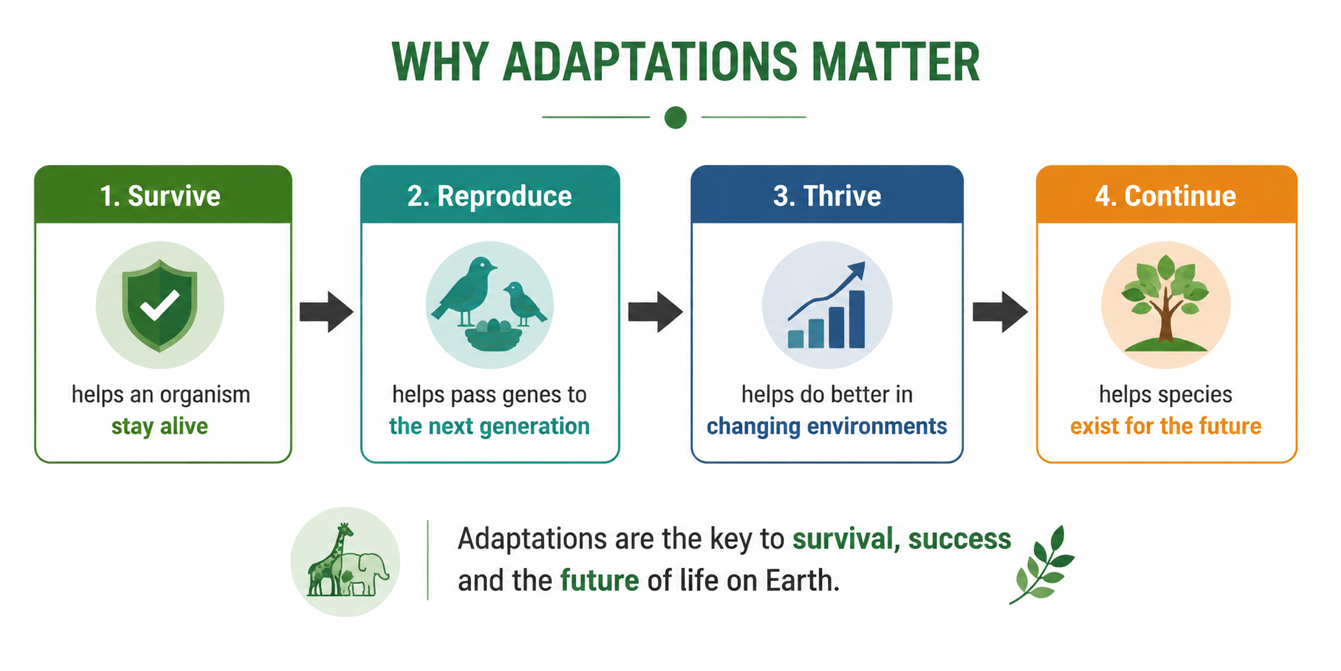 WHY ADAPTATIONS MATTER
1. Survive
helps an organism
stay alive
2. Reproduce
helps pass genes to
the next generation
3. Thrive
helps do better in
changing environments
4. Continue
helps species
exist for the future
Adaptations are the key to survival, success
and the future of life on Earth.